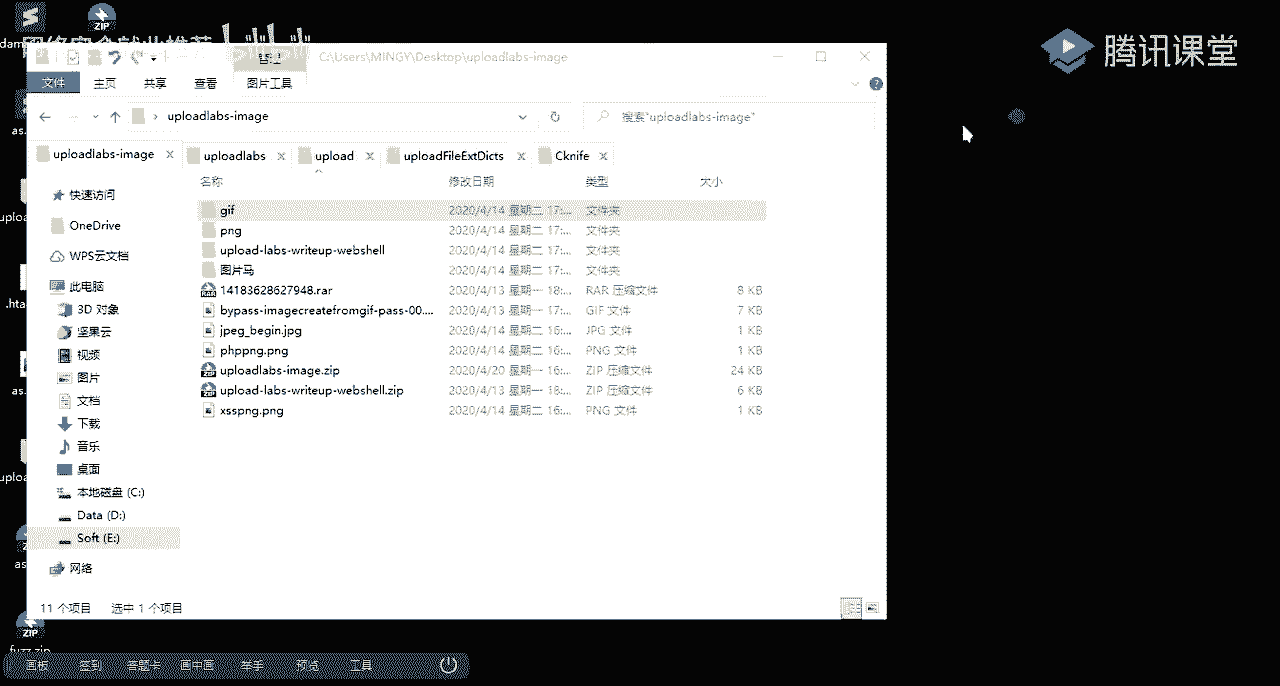 ZIP
管理
C:\Users\MINGY\Desktop\uploadlabs-image
腾讯课堂
文件 主页 共享 查看 图片工具
uploadlabs-image
搜索"uploadlabs-image"
uploadlabs-image uploadlabs upload uploadFileExtDicts Cknife
名称 修改日期 类型 大小
gif 2020/4/14 星期二 17:... 文件夹
png 2020/4/14 星期二 17:... 文件夹
upload-labs-writeup-webshell 2020/4/14 星期二 17:... 文件夹
图片马 2020/4/14 星期二 17:... 文件夹
14183628627948.rar 2020/4/13 星期一 18:... RAR 压缩文件 8 KB
bypass-imagecreatefromgif-pass-00.... 2020/4/13 星期一 17:... GIF 文件 7 KB
jpeg_begin.jpg 2020/4/14 星期二 16:... JPG 文件 1 KB
phppng.png 2020/4/14 星期二 16:... PNG 文件 1 KB
uploadlabs-image.zip 2020/4/20 星期一 16:... ZIP 压缩文件 24 KB
upload-labs-writeup-webshell.zip 2020/4/13 星期一 18:... ZIP 压缩文件 6 KB
xsspng.png 2020/4/14 星期二 16:... PNG 文件 1 KB
快速访问
OneDrive
WPS云文档
此电脑
3D 对象
坚果云
视频
图片
文档
下载
音乐
桌面
本地磁盘 (C:)
Data (D:)
Soft (E:)
网络
11 个项目 选中 1 个项目
as.
uploa
.hta
as.
uploa
as
ZIP
fuzz.zip
画板 签到 答题卡 画中画 举手 预览 工具